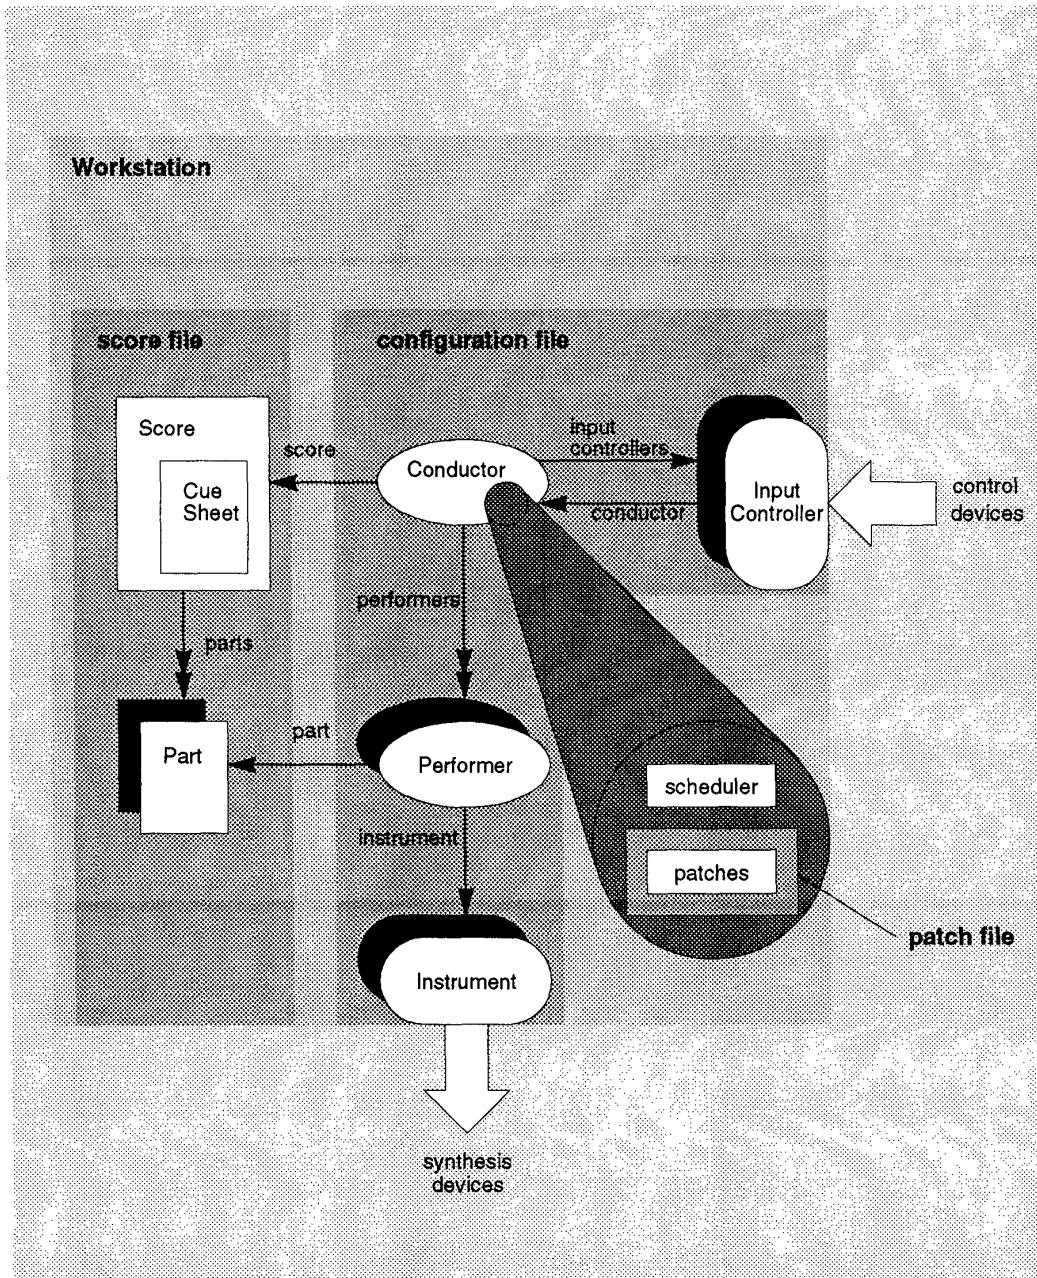 Workstation
score file
configuration file
Score
Cue
Sheet
score
Conductor
input
controllers
conductor
Input
Controller
control
devices
performers
parts
Part
part
Performer
scheduler
patches
patch file
instrument
Instrument
synthesis
devices